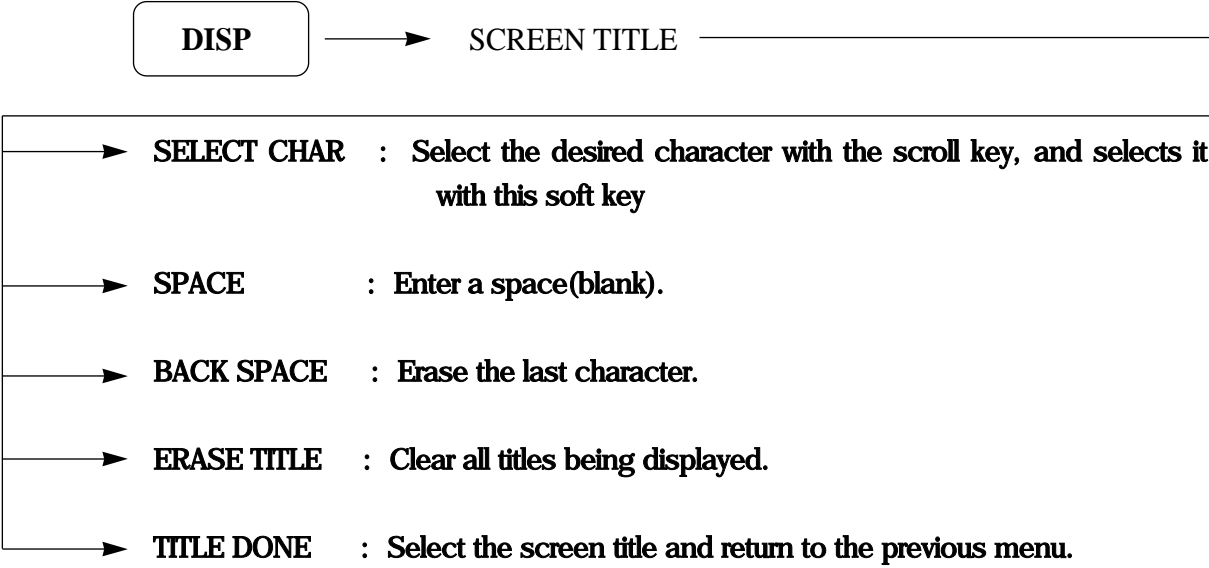 DISP SCREEN TITLE
SELECT CHAR : Select the desired character with the scroll key, and selects it
with this soft key
SPACE : Enter a space(blank).
BACK SPACE : Erase the last character.
ERASE TITLE : Clear all titles being displayed.
TITLE DONE : Select the screen title and return to the previous menu.